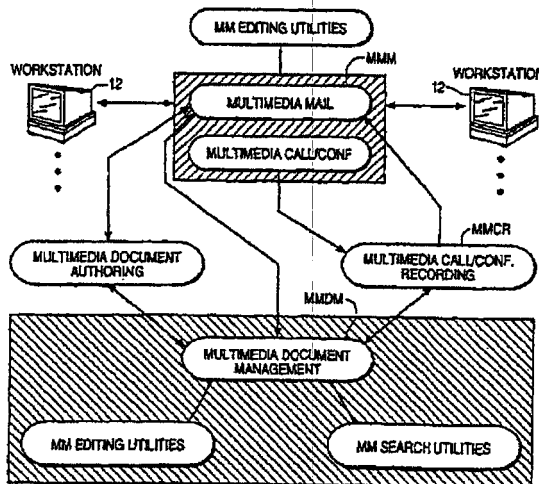 MM EDITING UTILITIES
MMM
WORKSTATION
12
MULTIMEDIA MAIL
WORKSTATION
12
MULTIMEDIA CALL/CONF
MULTIMEDIA DOCUMENT
AUTHORING
MMCR
MULTIMEDIA CALL/CONF.
RECORDING
MMDM
MULTIMEDIA DOCUMENT
MANAGEMENT
MM EDITING UTILITIES
MM SEARCH UTILITIES